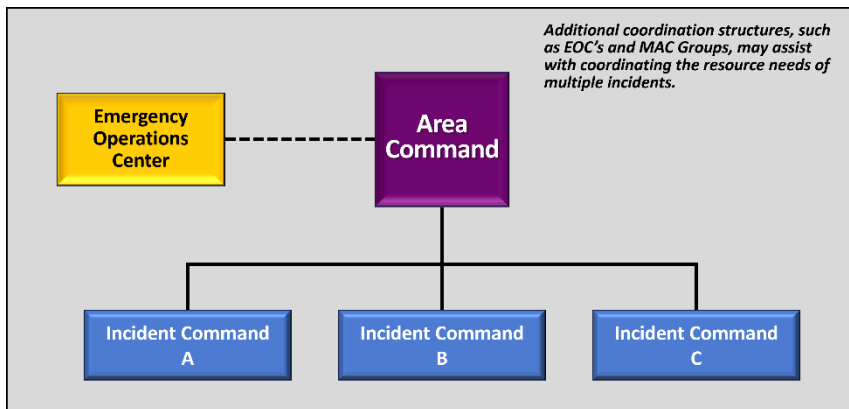 Additional coordination structures, such
as EOC's and MAC Groups, may assist
with coordinating the resource needs of
multiple incidents.
Emergency
Operations
Center
Area
Command
Incident Command
A
Incident Command
B
Incident Command
C